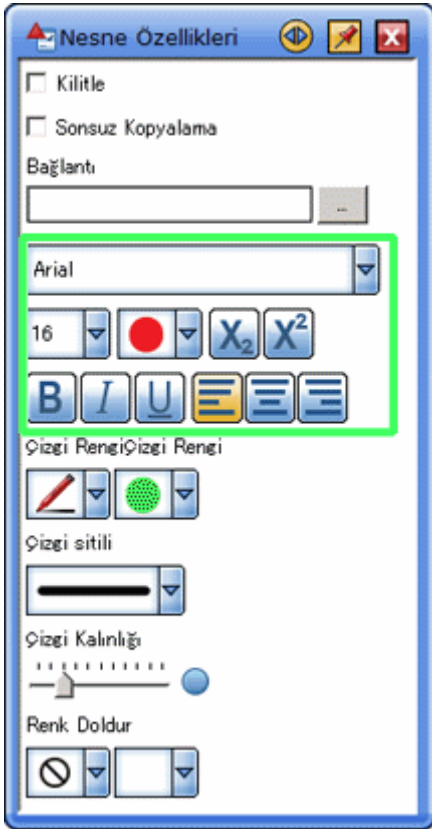 Nesne Özellikleri
Kilitle
Sonsuz Kopyalama
Bağlantı
...
Arial
16 X₂ X²
B I U
Çizgi RengiÇizgi Rengi
Çizgi sitili
Çizgi Kalınlığı
Renk Doldur